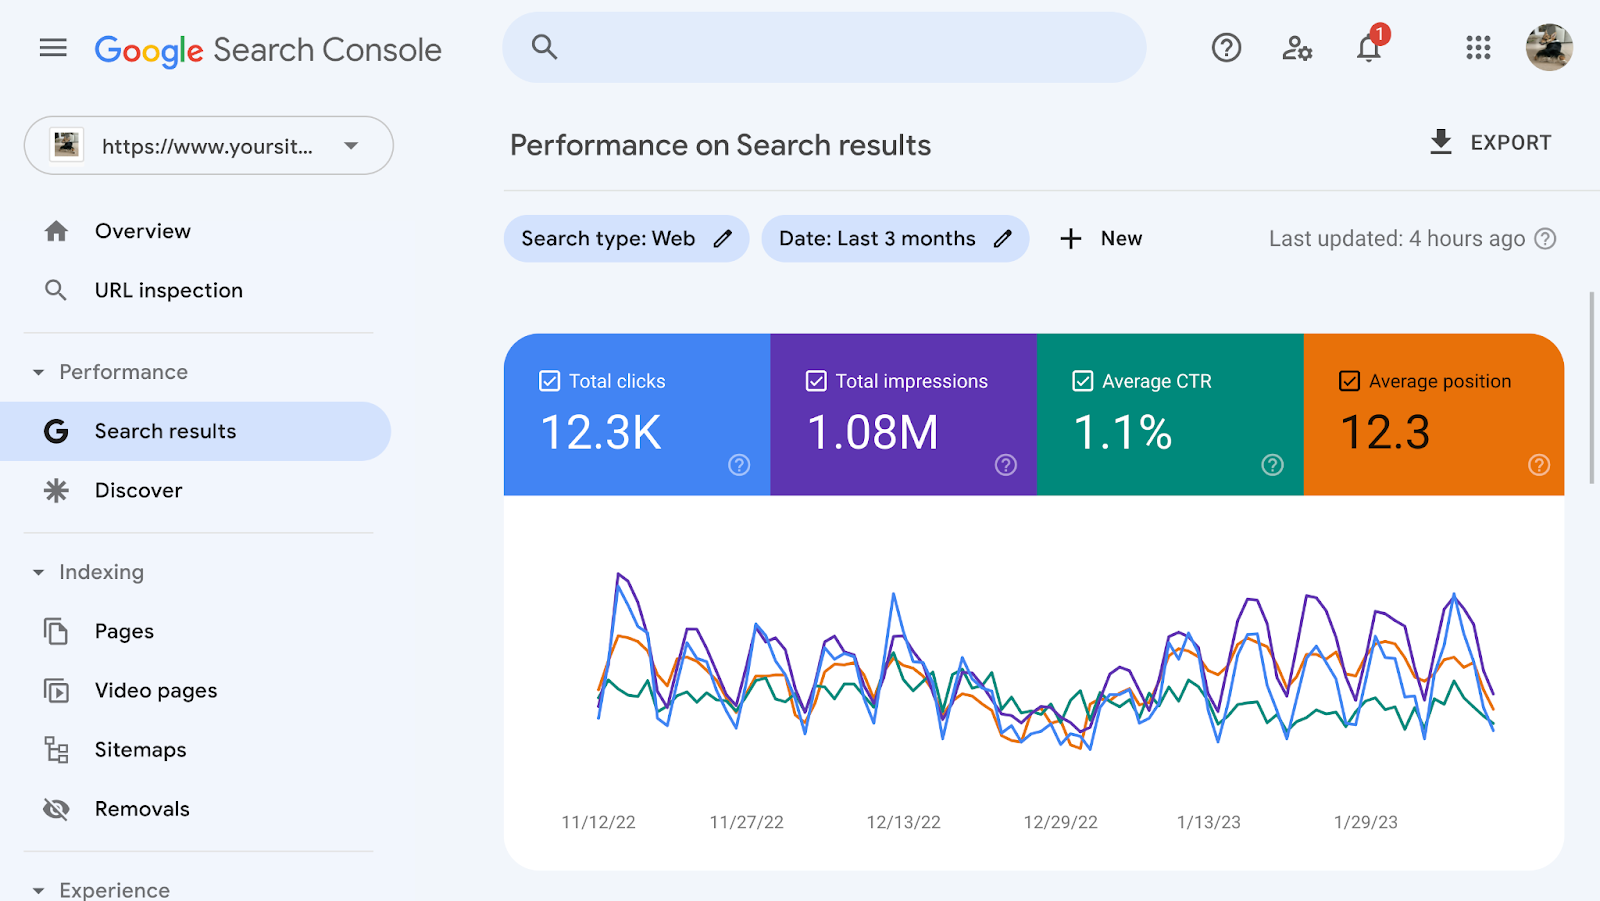 Google Search Console
1
https://www.yoursit...
Performance on Search results
EXPORT
Overview
URL inspection
Performance
Search results
Discover
Indexing
Pages
Video pages
Sitemaps
Removals
Experience
Search type: Web
Date: Last 3 months
New
Last updated: 4 hours ago
Total clicks
12.3K
Total impressions
1.08M
Average CTR
1.1%
Average position
12.3
11/12/22
11/27/22
12/13/22
12/29/22
1/13/23
1/29/23